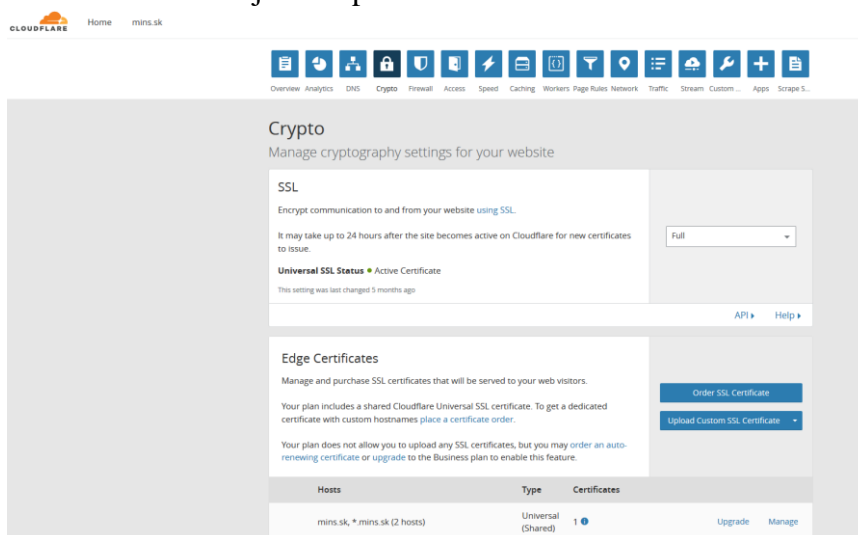 CLOUDFLARE Home mins.sk
Overview Analytics DNS Crypto Firewall Access Speed Caching Workers Page Rules Network Traffic Stream Custom ... Apps Scrape S...
Crypto
Manage cryptography settings for your website
SSL
Encrypt communication to and from your website using SSL.
It may take up to 24 hours after the site becomes active on Cloudflare for new certificates
to issue.
Full
Universal SSL Status • Active Certificate
This setting was last changed 5 months ago
API Help
Edge Certificates
Manage and purchase SSL certificates that will be served to your web visitors.
Your plan includes a shared Cloudflare Universal SSL certificate. To get a dedicated
certificate with custom hostnames place a certificate order.
Your plan does not allow you to upload any SSL certificates, but you may order an auto-
renewing certificate or upgrade to the Business plan to enable this feature.
Order SSL Certificate
Upload Custom SSL Certificate
Hosts Type Certificates
mins.sk, *.mins.sk (2 hosts) Universal (Shared) 1 Upgrade Manage